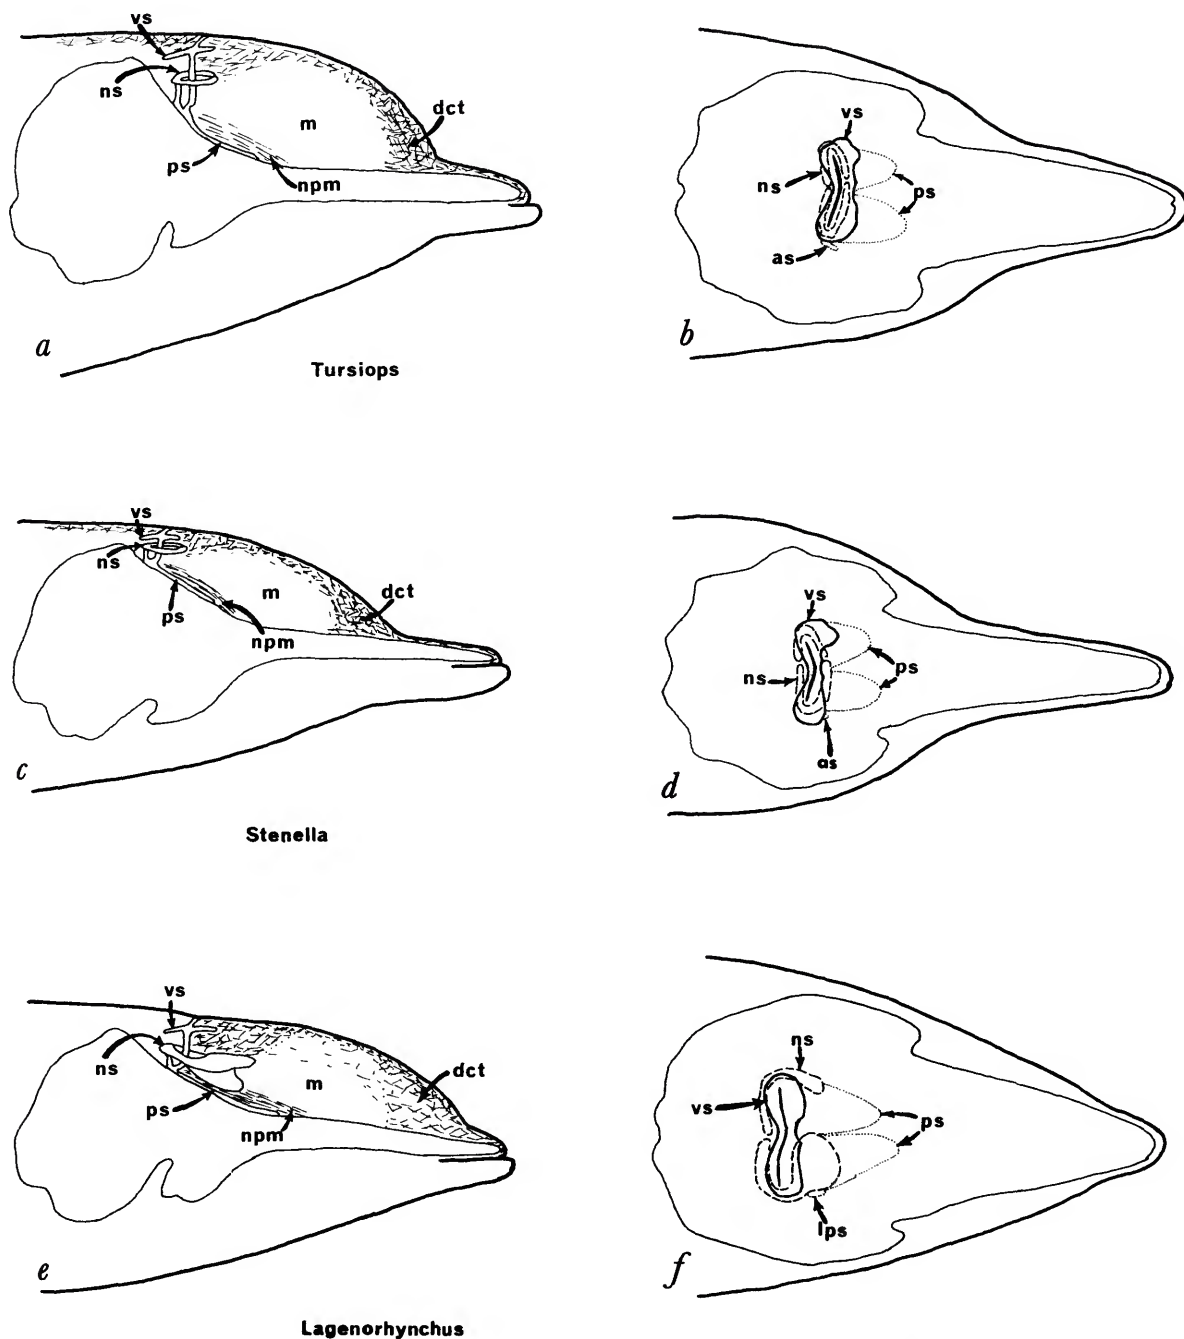 vs
ns
m
dct
ps
npm
a
Tursiops
vs
ns
ps
as
b
vs
ns
m
dct
ps
npm
c
Stenella
vs
ns
ps
as
d
vs
ns
m
dct
ps
npm
e
Lagenorhynchus
ns
vs
ps
lps
f